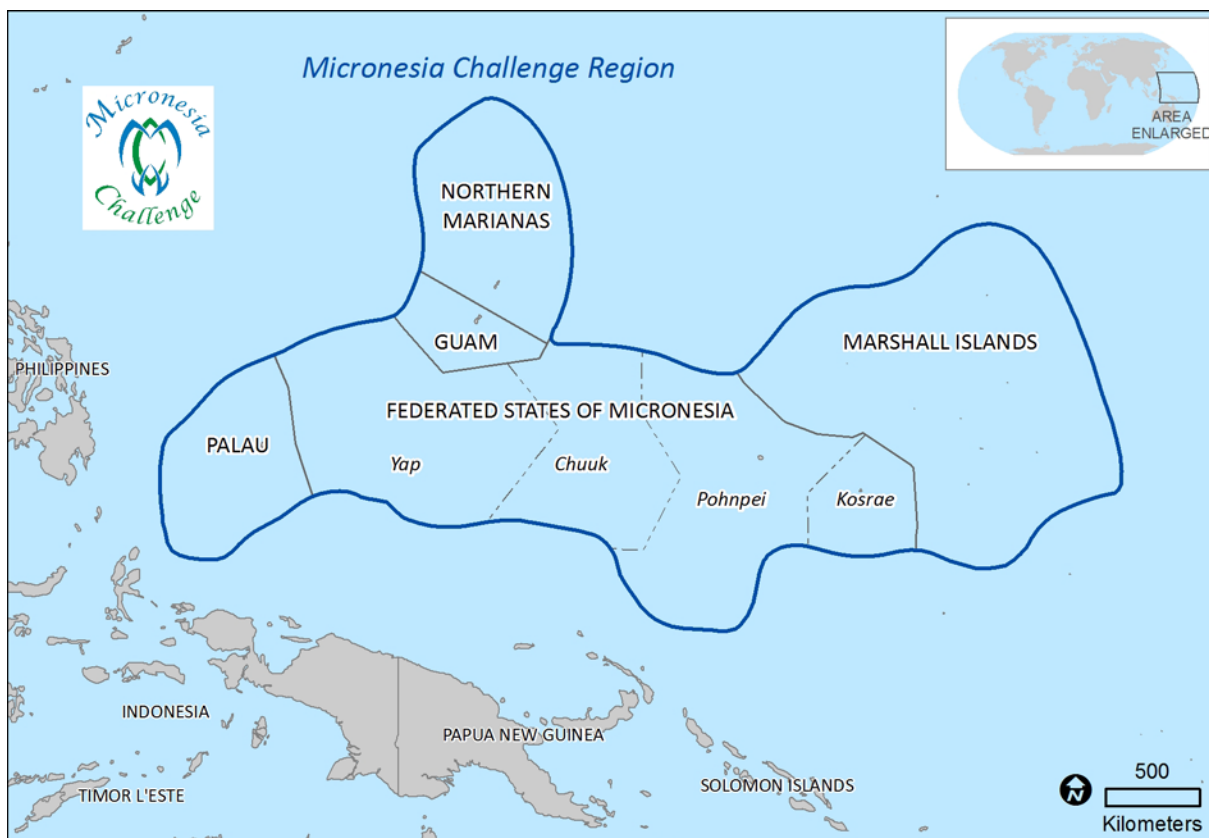 Micronesia Challenge Region
Micronesia
Challenge
AREA
ENLARGED
NORTHERN
MARIANAS
GUAM
MARSHALL ISLANDS
PHILIPPINES
FEDERATED STATES OF MICRONESIA
PALAU
Yap
Chuuk
Pohnpei
Kosrae
INDONESIA
PAPUA NEW GUINEA
TIMOR L'ESTE
SOLOMON ISLANDS
N
500
Kilometers